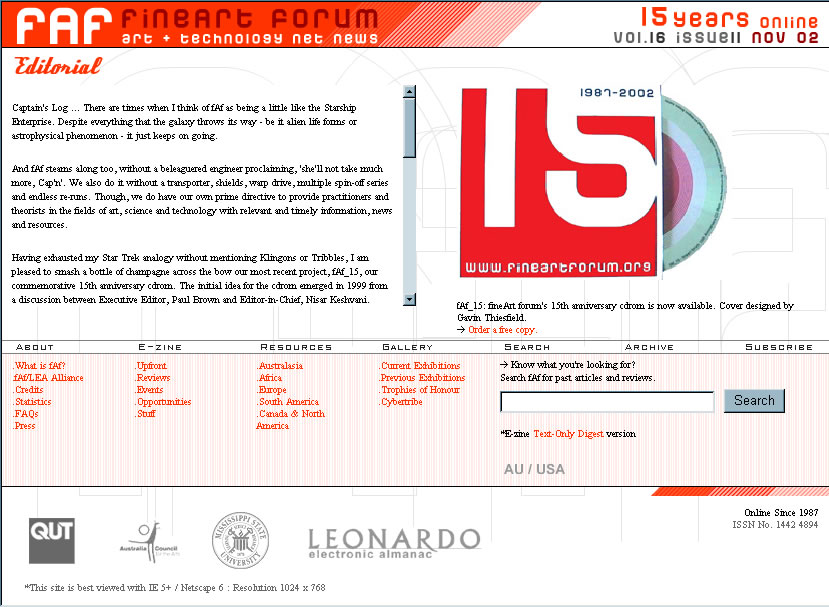 FAF fineart forum
art + technology net news
15years online
vol.16 issue11 nov 02
Editorial
Captain's Log ... There are times when I think of fAf as being a little like the Starship
Enterprise. Despite everything that the galaxy throws its way - be it alien life forms or
astrophysical phenomenon - it just keeps on going.
And fAf steams along too, without a beleaguered engineer proclaiming, 'she'll not take much
more, Cap'n'. We also do it without a transporter, shields, warp drive, multiple spin-off series
and endless re-runs. Though, we do have our own prime directive to provide practitioners and
theorists in the fields of art, science and technology with relevant and timely information, news
and resources.
Having exhausted my Star Trek analogy without mentioning Klingons or Tribbles, I am
pleased to smash a bottle of champagne across the bow our most recent project, fAf_15, our
commemorative 15th anniversary cdrom. The initial idea for the cdrom emerged in 1999 from
a discussion between Executive Editor, Paul Brown and Editor-in-Chief, Nisar Keshvani.
1987-2002
15
www.fineartforum.org
fAf_15: fineArt forum's 15th anniversary cdrom is now available. Cover designed by
Gavin Thiesfield.
→ Order a free copy.
About
E-zine
Resources
Gallery
Search
Archive
Subscribe
.What is fAf?
.fAf/LEA Alliance
.Credits
.Statistics
.FAQs
.Press
.Upfront
.Reviews
.Events
.Opportunities
.Stuff
.Australasia
.Africa
.Europe
.South America
.Canada & North
America
.Current Exhibitions
.Previous Exhibitions
.Trophies of Honour
.Cybertribe
→ Know what you're looking for?
Search fAf for past articles and reviews.
Search
*E-zine Text-Only Digest version
AU / USA
Online Since 1987
ISSN No. 1442 4894
QUT
Australia Council
for the Arts
MISSISSIPPI STATE
UNIVERSITY
LEONARDO
electronic almanac
*This site is best viewed with IE 5+ / Netscape 6 : Resolution 1024 x 768